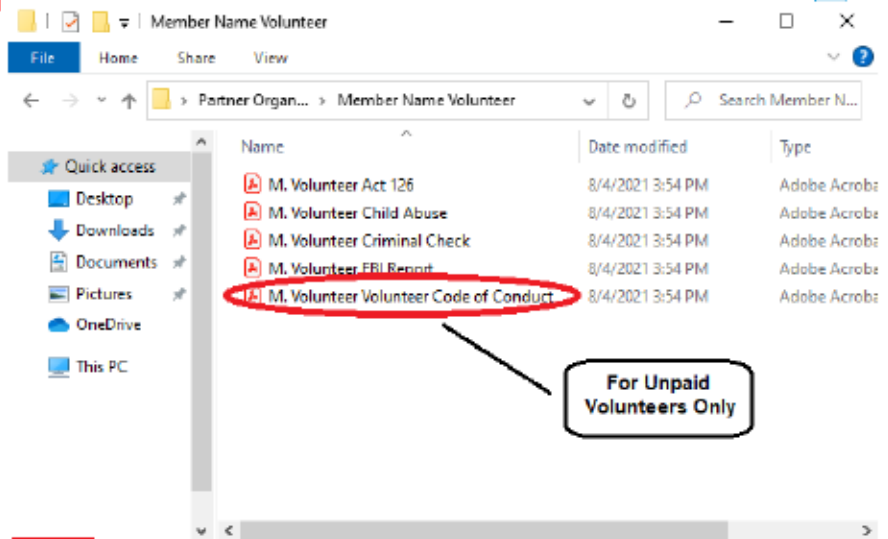 Member Name Volunteer
File Home Share View
Partner Organ... › Member Name Volunteer Search Member N...
Name Date modified Type
Quick access
Desktop
Downloads
Documents
Pictures
OneDrive
This PC
M. Volunteer Act 126 8/4/2021 3:54 PM Adobe Acroba
M. Volunteer Child Abuse 8/4/2021 3:54 PM Adobe Acroba
M. Volunteer Criminal Check 8/4/2021 3:54 PM Adobe Acroba
M. Volunteer FBI Report 8/4/2021 3:54 PM Adobe Acroba
M. Volunteer Volunteer Code of Conduct 8/4/2021 3:54 PM Adobe Acroba
For Unpaid
Volunteers Only